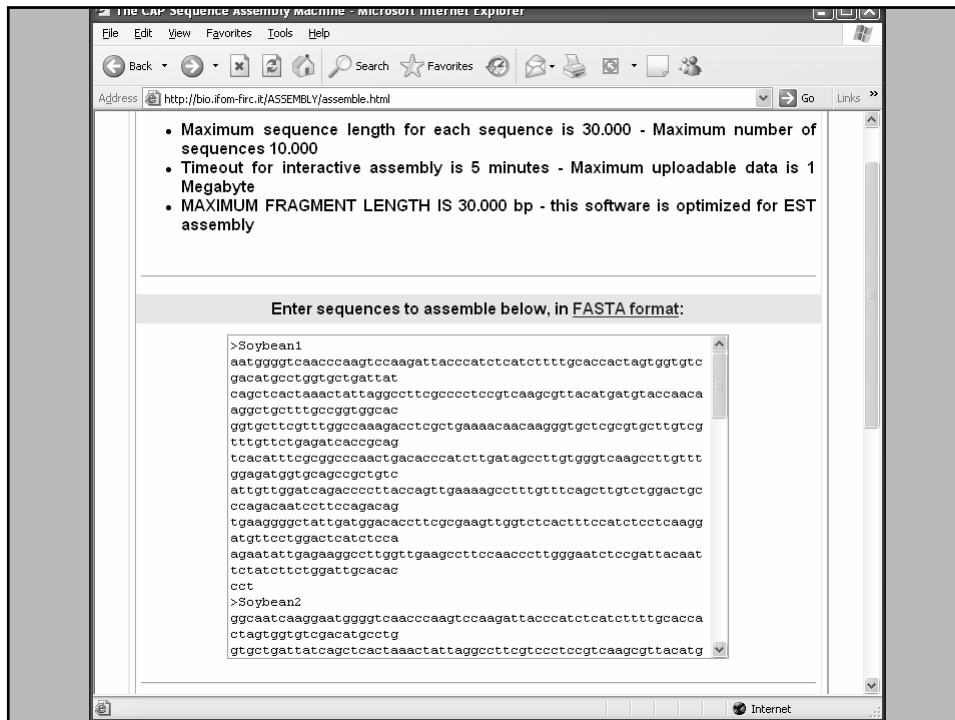 The CAP Sequence Assembly Machine - Microsoft Internet Explorer
File Edit View Favorites Tools Help
Back Search Favorites
Address http://bio.ifom-firc.it/ASSEMBLY/assemble.html Go Links »
• Maximum sequence length for each sequence is 30.000 - Maximum number of
sequences 10.000
• Timeout for interactive assembly is 5 minutes - Maximum uploadable data is 1
Megabyte
• MAXIMUM FRAGMENT LENGTH IS 30.000 bp - this software is optimized for EST
assembly
Enter sequences to assemble below, in FASTA format:
>Soybean1
aatggggtcaacccaagtccaagattacccatctcatcttttgcaccactagtggtgtc
gacatgcctggtgctgattat
cagctcactaaactattaggccttcgcccctccgtcaagcgttacatgatgtaccaaca
aggctgctttgccggtggcac
ggtgcttcgtttggccaaagacctcgctgaaaacaacaagggtgctcgcgtgcttgtcg
tttgttctgagatcaccgcag
tcacatttcgcggcccaactgacacccatcttgatagccttgtgggtcaagccttgttt
ggagatggtgcagccgctgtc
attgttggatcagaccccttaccagttgaaaagcctttgtttcagcttgtctggactgc
ccagacaatccttccagacag
tgaaggggctattgatggacaccttcgcgaagttggtctcactttccatctcctcaagg
atgttcctggactcatctcca
agaatattgagaaggccttggttgaagccttccaacccttgggaatctccgattacaat
tctatcttctggattgcacac
cct
>Soybean2
ggcaatcaaggaatggggtcaacccaagtccaagattacccatctcatcttttgcacca
ctagtggtgtcgacatgcctg
gtgctgattatcagctcactaaactattaggccttcgtccctccgtcaagcgttacatg
Internet